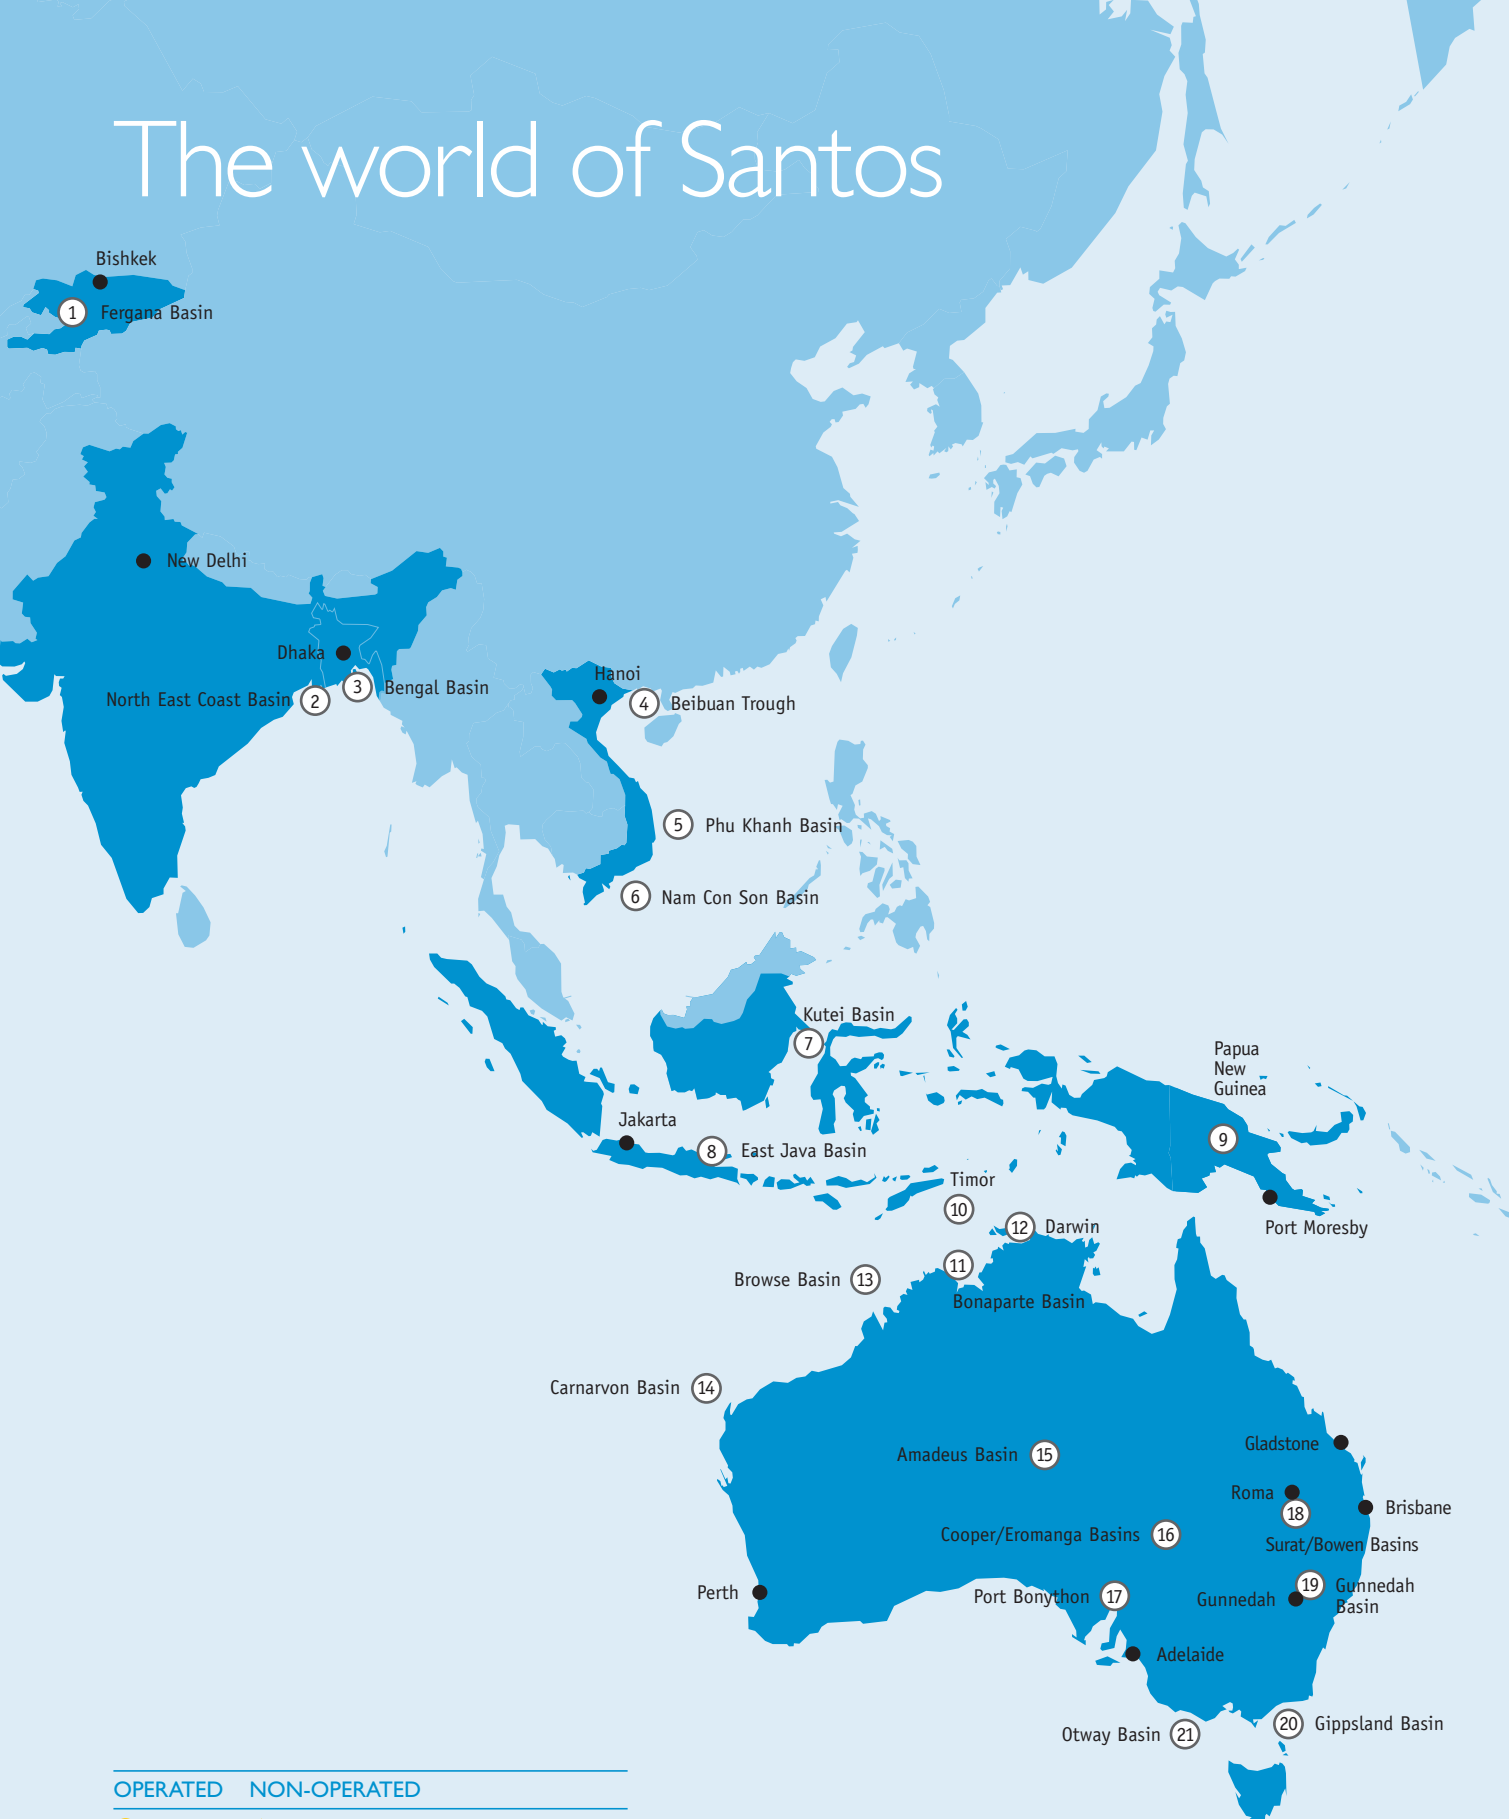 The world of Santos
Bishkek
1 Fergana Basin
New Delhi
Dhaka
North East Coast Basin 2
3 Bengal Basin
Hanoi
4 Beibuan Trough
5 Phu Khanh Basin
6 Nam Con Son Basin
Kutei Basin
7
Papua
New
Guinea
9
Jakarta
8 East Java Basin
Timor
10
12 Darwin
Port Moresby
11
Browse Basin 13
Bonaparte Basin
Carnarvon Basin 14
Gladstone
Amadeus Basin 15
Roma
18
Brisbane
Cooper/Eromanga Basins 16
Surat/Bowen Basins
Perth
Port Bonython 17
Gunnedah
19 Gunnedah
Basin
Adelaide
20 Gippsland Basin
Otway Basin 21
OPERATED NON-OPERATED